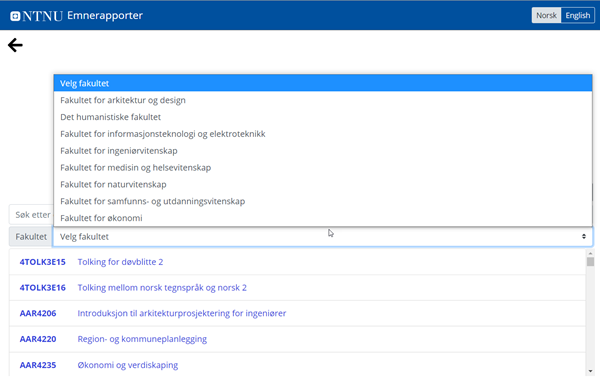 NTNU Emnerapporter
Norsk English
Velg fakultet
Fakultet for arkitektur og design
Det humanistiske fakultet
Fakultet for informasjonsteknologi og elektroteknikk
Fakultet for ingeniørvitenskap
Fakultet for medisin og helsevitenskap
Fakultet for naturvitenskap
Fakultet for samfunns- og utdanningsvitenskap
Fakultet for økonomi
Søk etter
Fakultet Velg fakultet
4TOLK3E15 Tolking for døvblitte 2
4TOLK3E16 Tolking mellom norsk tegnspråk og norsk 2
AAR4206 Introduksjon til arkitekturprosjektering for ingeniører
AAR4220 Region- og kommuneplanlegging
AAR4235 Økonomi og verdiskaping